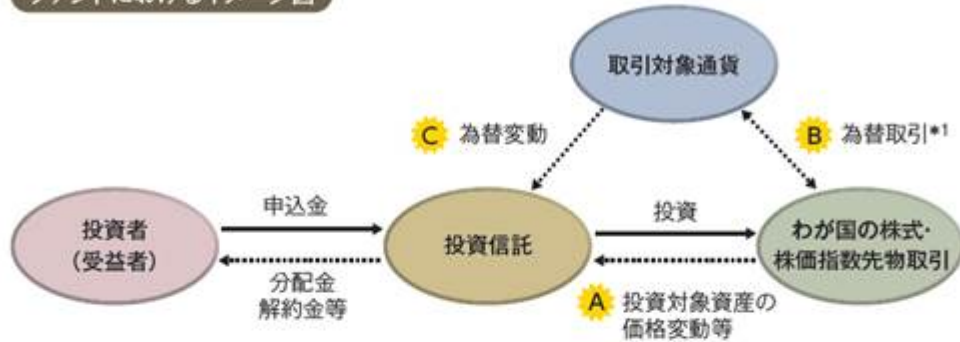 取引対象通貨
C 為替変動
B 為替取引*1
申込金
投資
投資者
(受益者)
投資信託
わが国の株式・
株価指数先物取引
分配金
解約金等
A 投資対象資産の
価格変動等